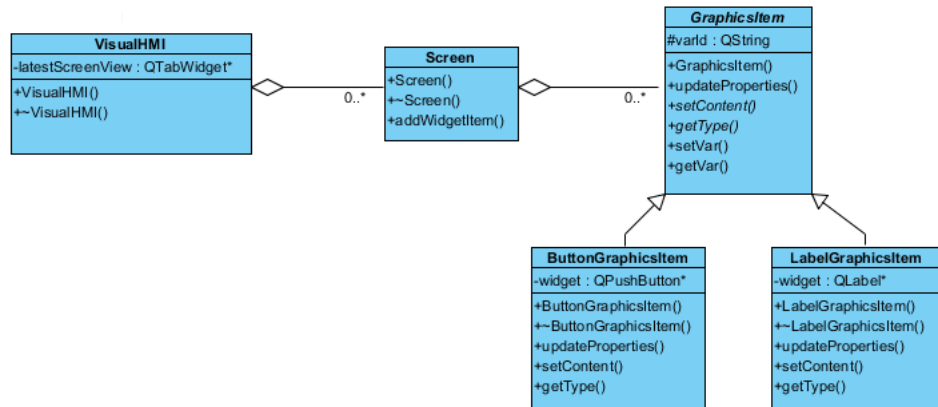 VisualHMI
-latestScreenView : QTabWidget*
+VisualHMI()
+~VisualHMI()
0..*
Screen
+Screen()
+~Screen()
+addWidgetItem()
0..*
GraphicsItem
#varId : QString
+GraphicsItem()
+updateProperties()
+setContent()
+getType()
+setVar()
+getVar()
ButtonGraphicsItem
-widget : QPushButton*
+ButtonGraphicsItem()
+~ButtonGraphicsItem()
+updateProperties()
+setContent()
+getType()
LabelGraphicsItem
-widget : QLabel*
+LabelGraphicsItem()
+~LabelGraphicsItem()
+updateProperties()
+setContent()
+getType()